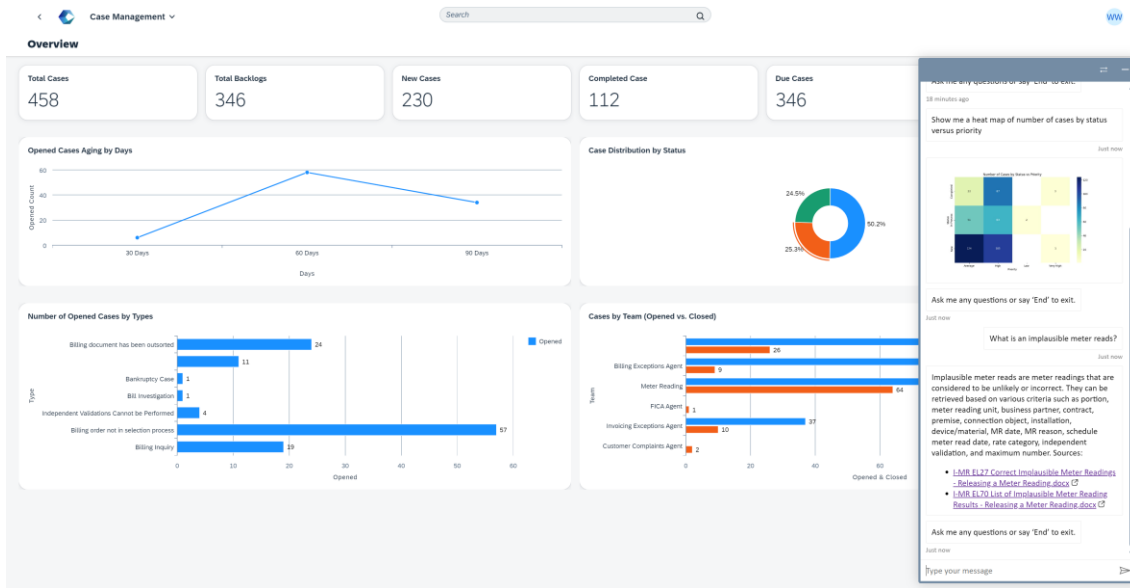 Case Management
Search
WW
Overview
Total Cases
458
Total Backlogs
346
New Cases
230
Completed Case
112
Due Cases
346
Opened Cases Aging by Days
Opened Count
60
40
20
0
30 Days
60 Days
90 Days
Days
Case Distribution by Status
24.5%
50.2%
25.3%
Number of Opened Cases by Types
Opened
Type
Billing document has been outsorted
24
11
Bankruptcy Case
1
Bill Investigation
1
Independent Validations Cannot be Performed
4
Billing order not in selection process
57
Billing Inquiry
19
0
10
20
30
40
50
60
Opened
Cases by Team (Opened vs. Closed)
Team
26
Billing Exceptions Agent
9
Meter Reading
64
FICA Agent
1
Invoicing Exceptions Agent
37
10
Customer Complaints Agent
2
0
20
40
60
Opened & Closed
Ask me any questions or say 'End' to exit.
18 minutes ago
Show me a heat map of number of cases by status
versus priority
Just now
Number of Cases by Status vs Priority
Average
High
Low
Very High
Priority
Ask me any questions or say 'End' to exit.
Just now
What is an implausible meter reads?
Just now
Implausible meter reads are meter readings that are
considered to be unlikely or incorrect. They can be
retrieved based on various criteria such as portion,
meter reading unit, business partner, contract,
premise, connection object, installation,
device/material, MR date, MR reason, schedule
meter read date, rate category, independent
validation, and maximum number. Sources:
I-MR EL27 Correct Implausible Meter Readings
- Releasing a Meter Reading.docx
I-MR EL70 List of Implausible Meter Reading
Results - Releasing a Meter Reading.docx
Ask me any questions or say 'End' to exit.
Just now
Type your message